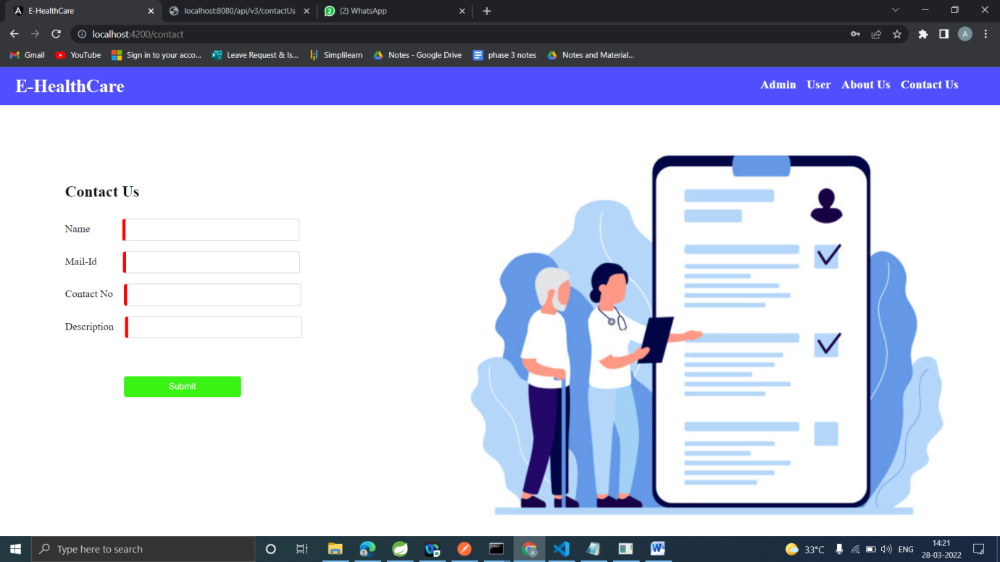 E-HealthCare
localhost:8080/api/v3/contactUs
(2) WhatsApp
localhost:4200/contact
A
Gmail YouTube Sign in to your acco... Leave Request & Is... Simplilearn Notes - Google Drive phase 3 notes Notes and Material...
E-HealthCare
Admin User About Us Contact Us
Contact Us
Name
Mail-Id
Contact No
Description
Submit
Type here to search
33°C
ENG
14:21
28-03-2022